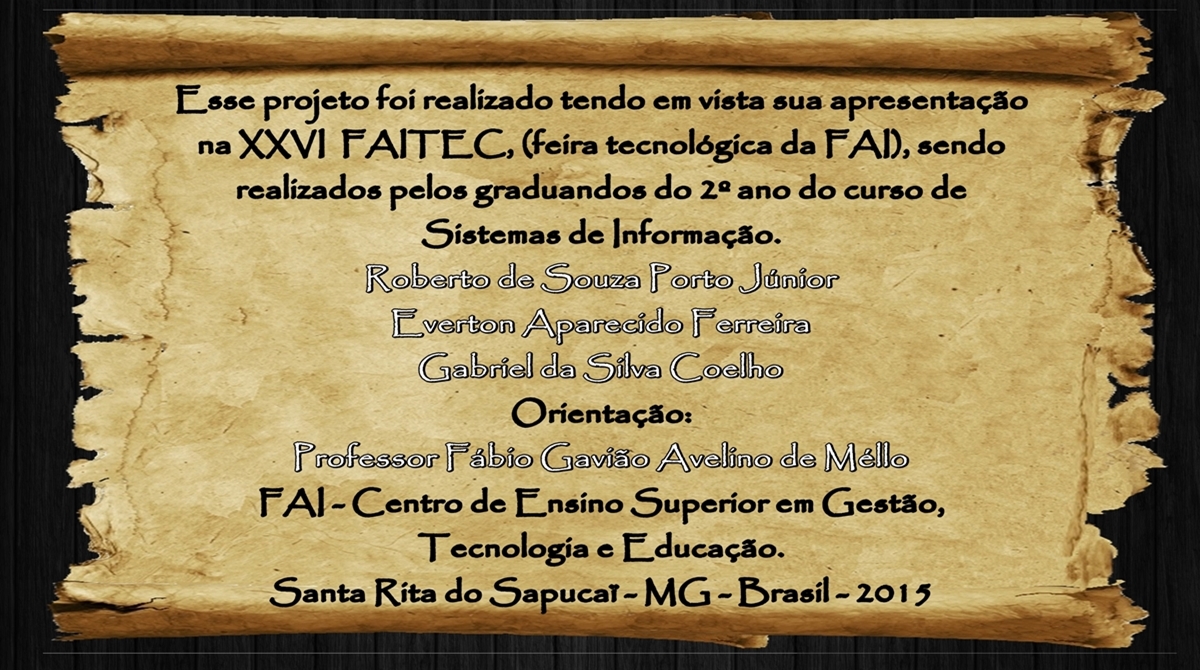 Esse projeto foi realizado tendo em vista sua apresentação
na XXVI FAITEC, (feira tecnológica da FAI), sendo
realizados pelos graduandos do 2º ano do curso de
Sistemas de Informação.
Roberto de Souza Porto Júnior
Everton Aparecido Ferreira
Gabriel da Silva Coelho
Orientação:
Professor Fábio Gavião Avelino de Méllo
FAI - Centro de Ensino Superior em Gestão,
Tecnologia e Educação.
Santa Rita do Sapucaí - MG - Brasil - 2015